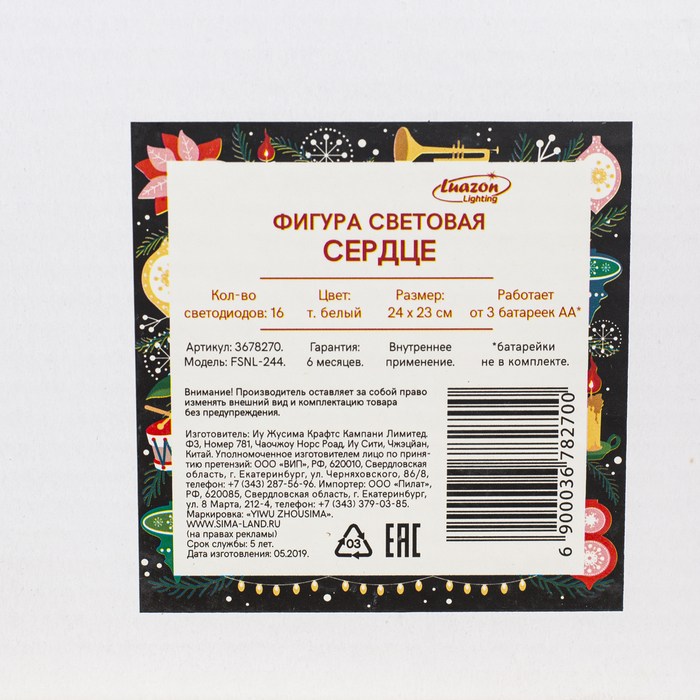 Luazon
Lighting
ФИГУРА СВЕТОВАЯ
СЕРДЦЕ
Кол-во Цвет: Размер: Работает
светодиодов: 16 т. белый 24 x 23 см от 3 батареек АА*
Артикул: 3678270. Гарантия: Внутреннее *батарейки
Модель: FSNL-244. 6 месяцев. применение. не в комплекте.
Внимание! Производитель оставляет за собой право
изменять внешний вид и комплектацию товара
без предупреждения.
Изготовитель: Иу Жусима Крафтс Кампани Лимитед.
Ф3, Номер 781, Чаочжоу Норс Роад, Иу Сити, Чжэцйан,
Китай. Уполномоченное изготовителем лицо по приня-
тию претензий: ООО «ВИП», РФ, 620010, Свердловская
область, г. Екатеринбург, ул. Черняховского, 86/8,
телефон: +7 (343) 287-56-96. Импортер: ООО «Пилат»,
РФ, 620085, Свердловская область, г. Екатеринбург,
ул. 8 Марта, 212-4, телефон: +7 (343) 379-03-85.
Маркировка: «YIWU ZHOUSIMA».
WWW.SIMA-LAND.RU
(на правах рекламы)
Срок службы: 5 лет.
Дата изготовления: 05.2019.
03
EAC
6 900036 782700